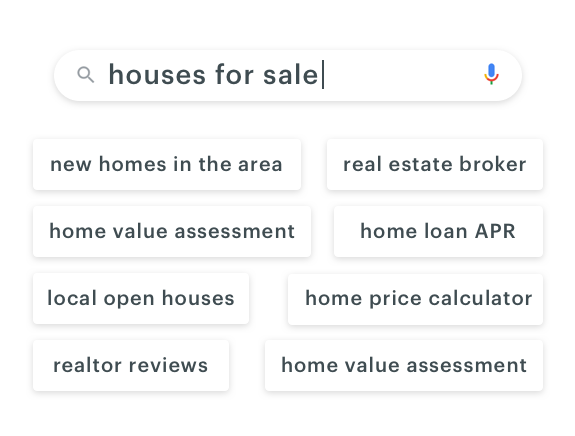 houses for sale
new homes in the area
real estate broker
home value assessment
home loan APR
local open houses
home price calculator
realtor reviews
home value assessment